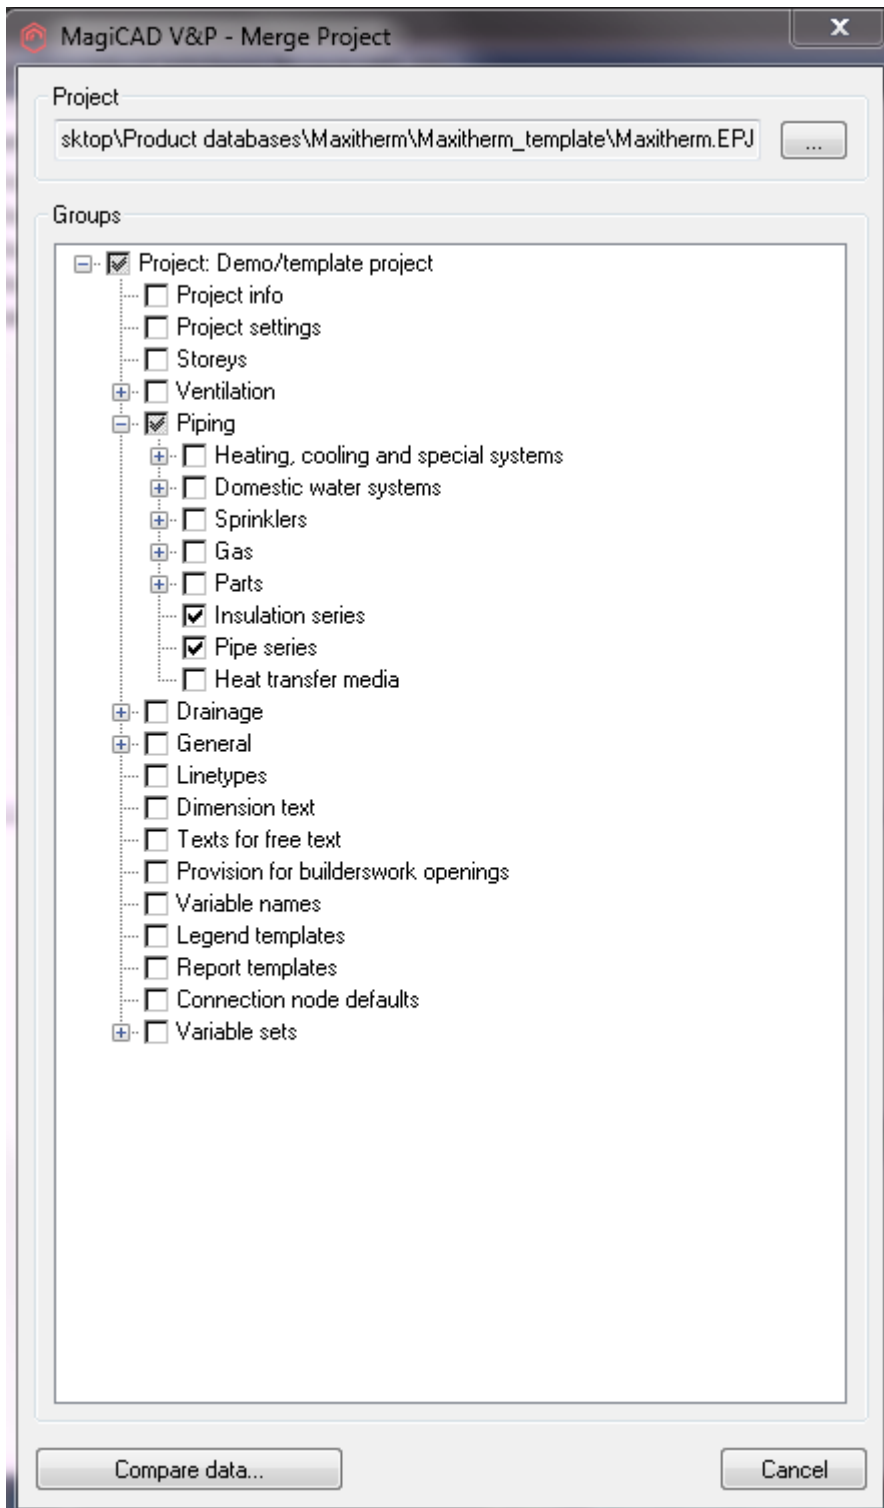 MagiCAD V&P - Merge Project
Project
sktop\Product databases\Maxitherm\Maxitherm_template\Maxitherm.EPJ
...
Groups
Project: Demo/template project
Project info
Project settings
Storeys
Ventilation
Piping
Heating, cooling and special systems
Domestic water systems
Sprinklers
Gas
Parts
Insulation series
Pipe series
Heat transfer media
Drainage
General
Linetypes
Dimension text
Texts for free text
Provision for builderswork openings
Variable names
Legend templates
Report templates
Connection node defaults
Variable sets
Compare data...
Cancel